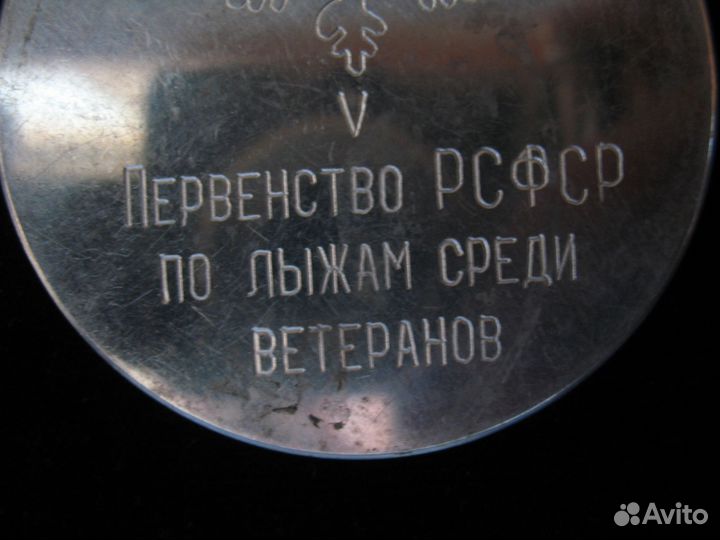 V
ПЕРВЕНСТВО РСФСР
ПО ЛЫЖАМ СРЕДИ
ВЕТЕРАНОВ
Avito